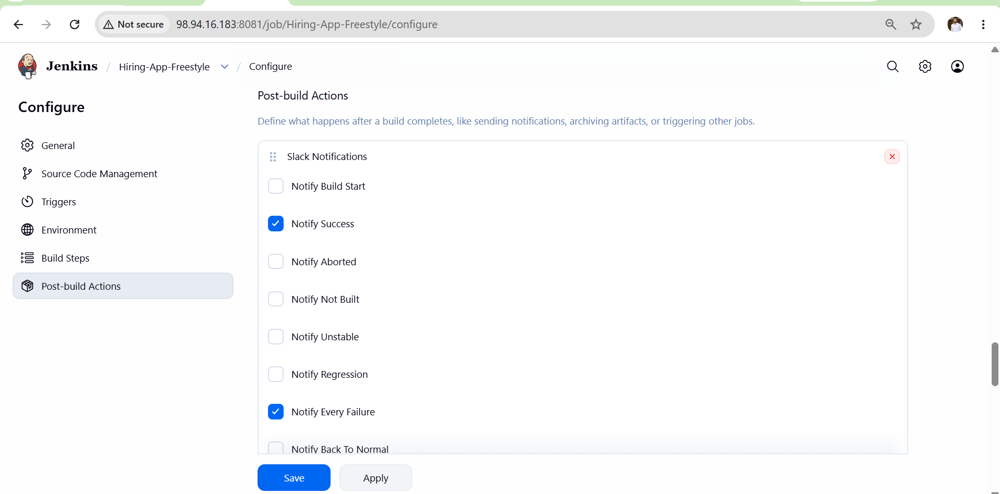 Not secure 98.94.16.183:8081/job/Hiring-App-Freestyle/configure
Jenkins / Hiring-App-Freestyle / Configure
Configure
General
Source Code Management
Triggers
Environment
Build Steps
Post-build Actions
Post-build Actions
Define what happens after a build completes, like sending notifications, archiving artifacts, or triggering other jobs.
Slack Notifications
Notify Build Start
Notify Success
Notify Aborted
Notify Not Built
Notify Unstable
Notify Regression
Notify Every Failure
Notify Back To Normal
Save
Apply